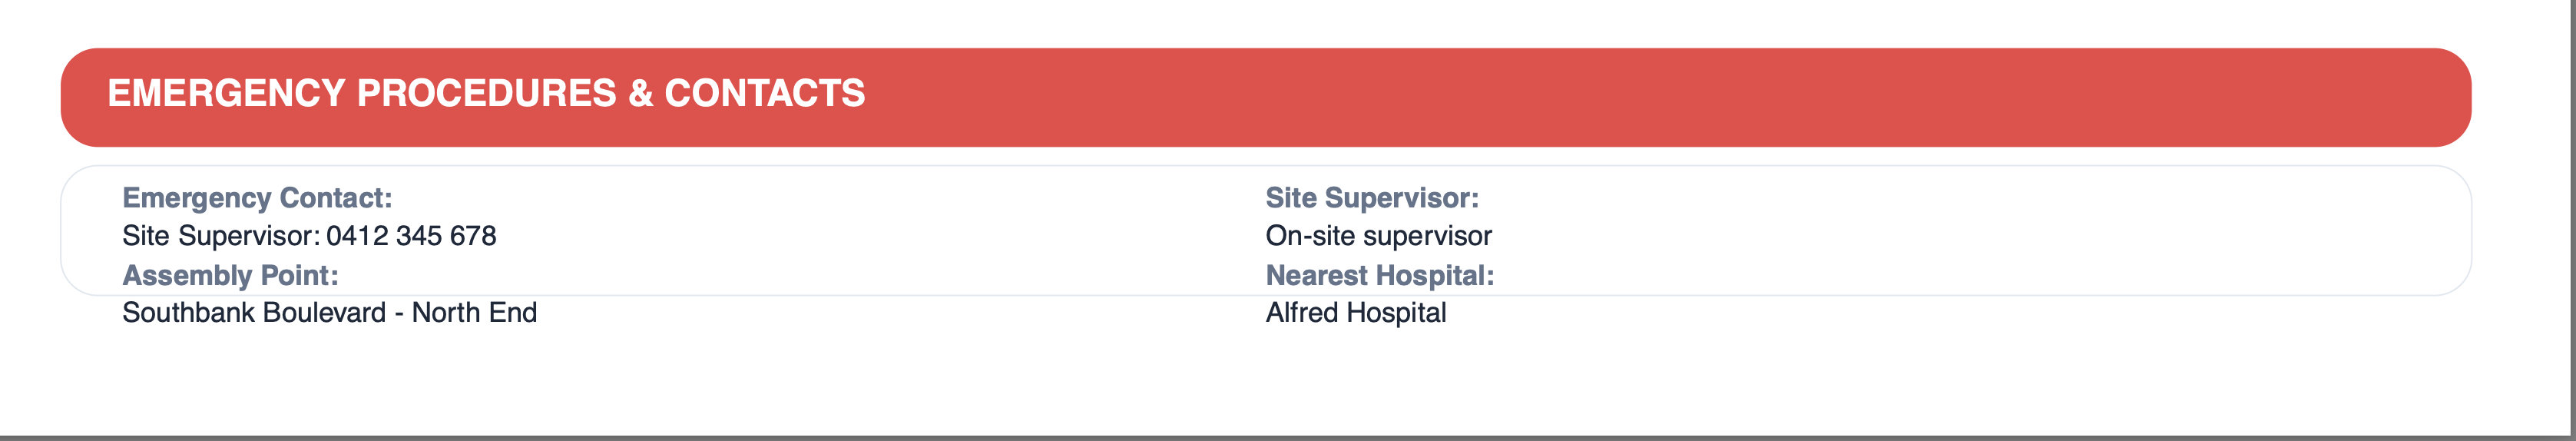 EMERGENCY PROCEDURES & CONTACTS
Emergency Contact:
Site Supervisor: 0412 345 678
Assembly Point:
Southbank Boulevard - North End
Site Supervisor:
On-site supervisor
Nearest Hospital:
Alfred Hospital